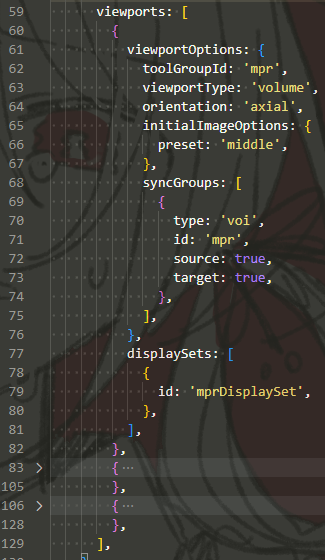 59 viewports: [
60 {
61 viewportOptions: {
62 toolGroupId: 'mpr',
63 viewportType: 'volume',
64 orientation: 'axial',
65 initialImageOptions: {
66 preset: 'middle',
67 },
68 syncGroups: [
69 {
70 type: 'voi',
71 id: 'mpr',
72 source: true,
73 target: true,
74 },
75 ],
76 },
77 displaySets: [
78 {
79 id: 'mprDisplaySet',
80 },
81 ],
82 },
83 > {⋯
105 },
106 > {⋯
128 },
129 ],